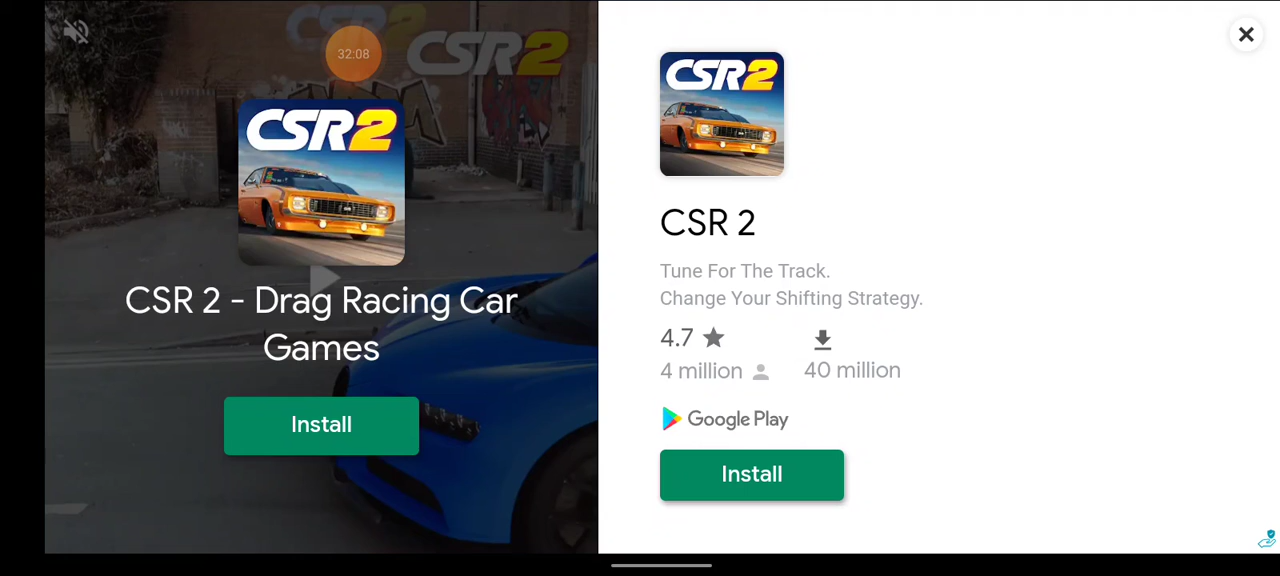 32:08
CSR2
CSR2
CSR 2 - Drag Racing Car
Games
Install
CSR2
CSR 2
Tune For The Track.
Change Your Shifting Strategy.
4.7
4 million
40 million
Google Play
Install